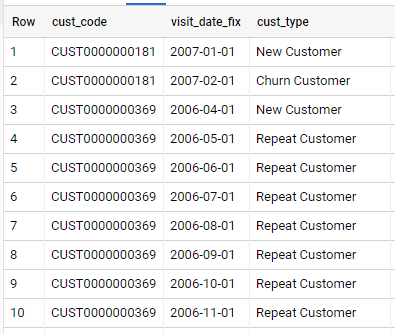 Row cust_code visit_date_fix cust_type
1 CUST0000000181 2007-01-01 New Customer
2 CUST0000000181 2007-02-01 Churn Customer
3 CUST0000000369 2006-04-01 New Customer
4 CUST0000000369 2006-05-01 Repeat Customer
5 CUST0000000369 2006-06-01 Repeat Customer
6 CUST0000000369 2006-07-01 Repeat Customer
7 CUST0000000369 2006-08-01 Repeat Customer
8 CUST0000000369 2006-09-01 Repeat Customer
9 CUST0000000369 2006-10-01 Repeat Customer
10 CUST0000000369 2006-11-01 Repeat Customer